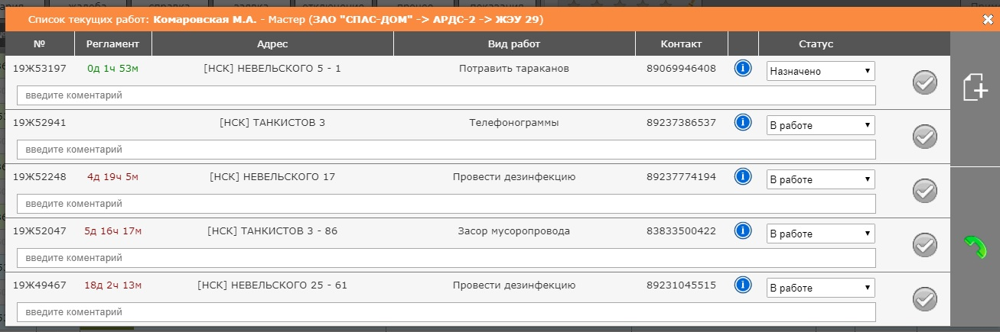 Список текущих работ: Комаровская М.А. - Мастер (ЗАО "СПАС-ДОМ" -> АРДС-2 -> ЖЭУ 29)
№ Регламент Адрес Вид работ Контакт Статус
19Ж53197 0д 1ч 53м [НСК] НЕВЕЛЬСКОГО 5 - 1 Потравить тараканов 89069946408 i Назначено
введите коментарий
19Ж52941 [НСК] ТАНКИСТОВ 3 Телефонограммы 89237386537 i В работе
введите коментарий
19Ж52248 4д 19ч 5м [НСК] НЕВЕЛЬСКОГО 17 Провести дезинфекцию 89237774194 i В работе
введите коментарий
19Ж52047 5д 16ч 17м [НСК] ТАНКИСТОВ 3 - 86 Засор мусоропровода 83833500422 i В работе
введите коментарий
19Ж49467 18д 2ч 13м [НСК] НЕВЕЛЬСКОГО 25 - 61 Провести дезинфекцию 89231045515 i В работе
введите коментарий